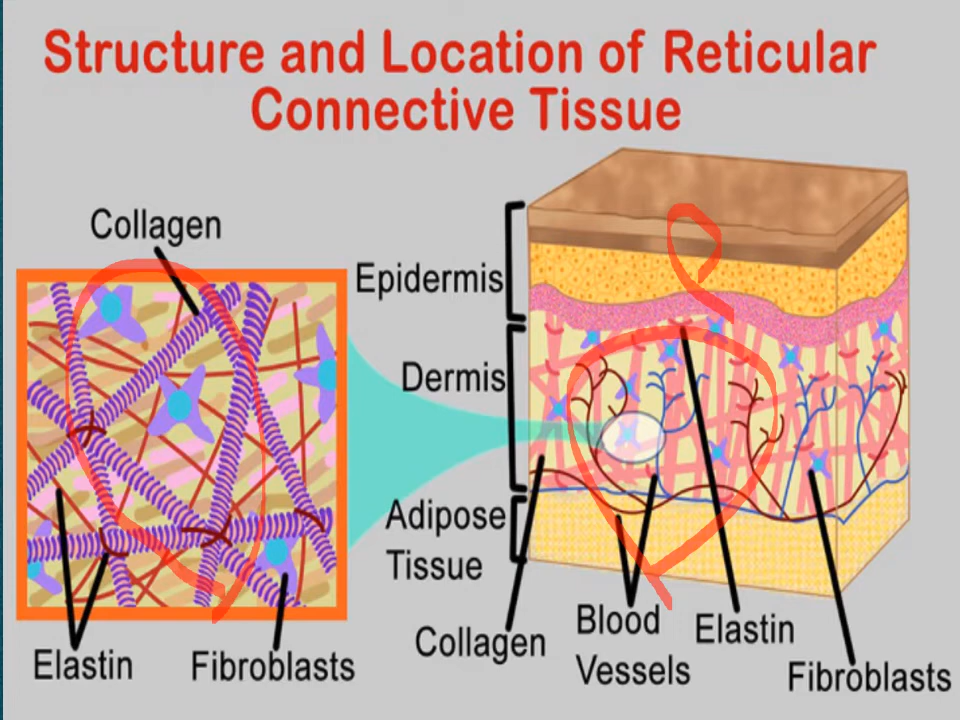 Structure and Location of Reticular
Connective Tissue
Collagen
Epidermis
Dermis
Adipose
Tissue
Elastin
Fibroblasts
Collagen
Blood
Vessels
Elastin
Fibroblasts